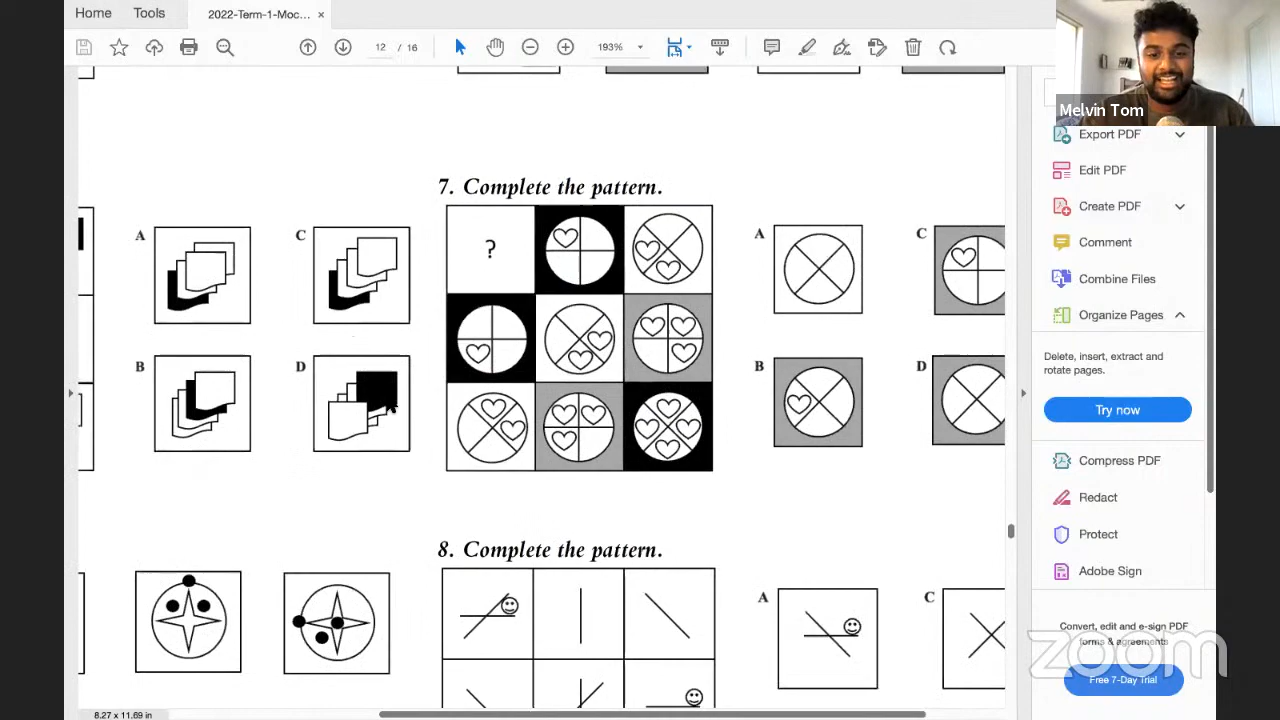 Home
Tools
2022-Term-1-Moc... ×
12 / 16
193%
Melvin Tom
Export PDF
Edit PDF
Create PDF
Comment
Combine Files
Organize Pages
Delete, insert, extract and
rotate pages.
Try now
Compress PDF
Redact
Protect
Adobe Sign
Convert, edit and e-sign PDF
forms & agreements
Free 7-Day Trial
zoom
A
C
B
D
7. Complete the pattern.
?
A
C
B
D
8. Complete the pattern.
A
C
8.27 x 11.69 in